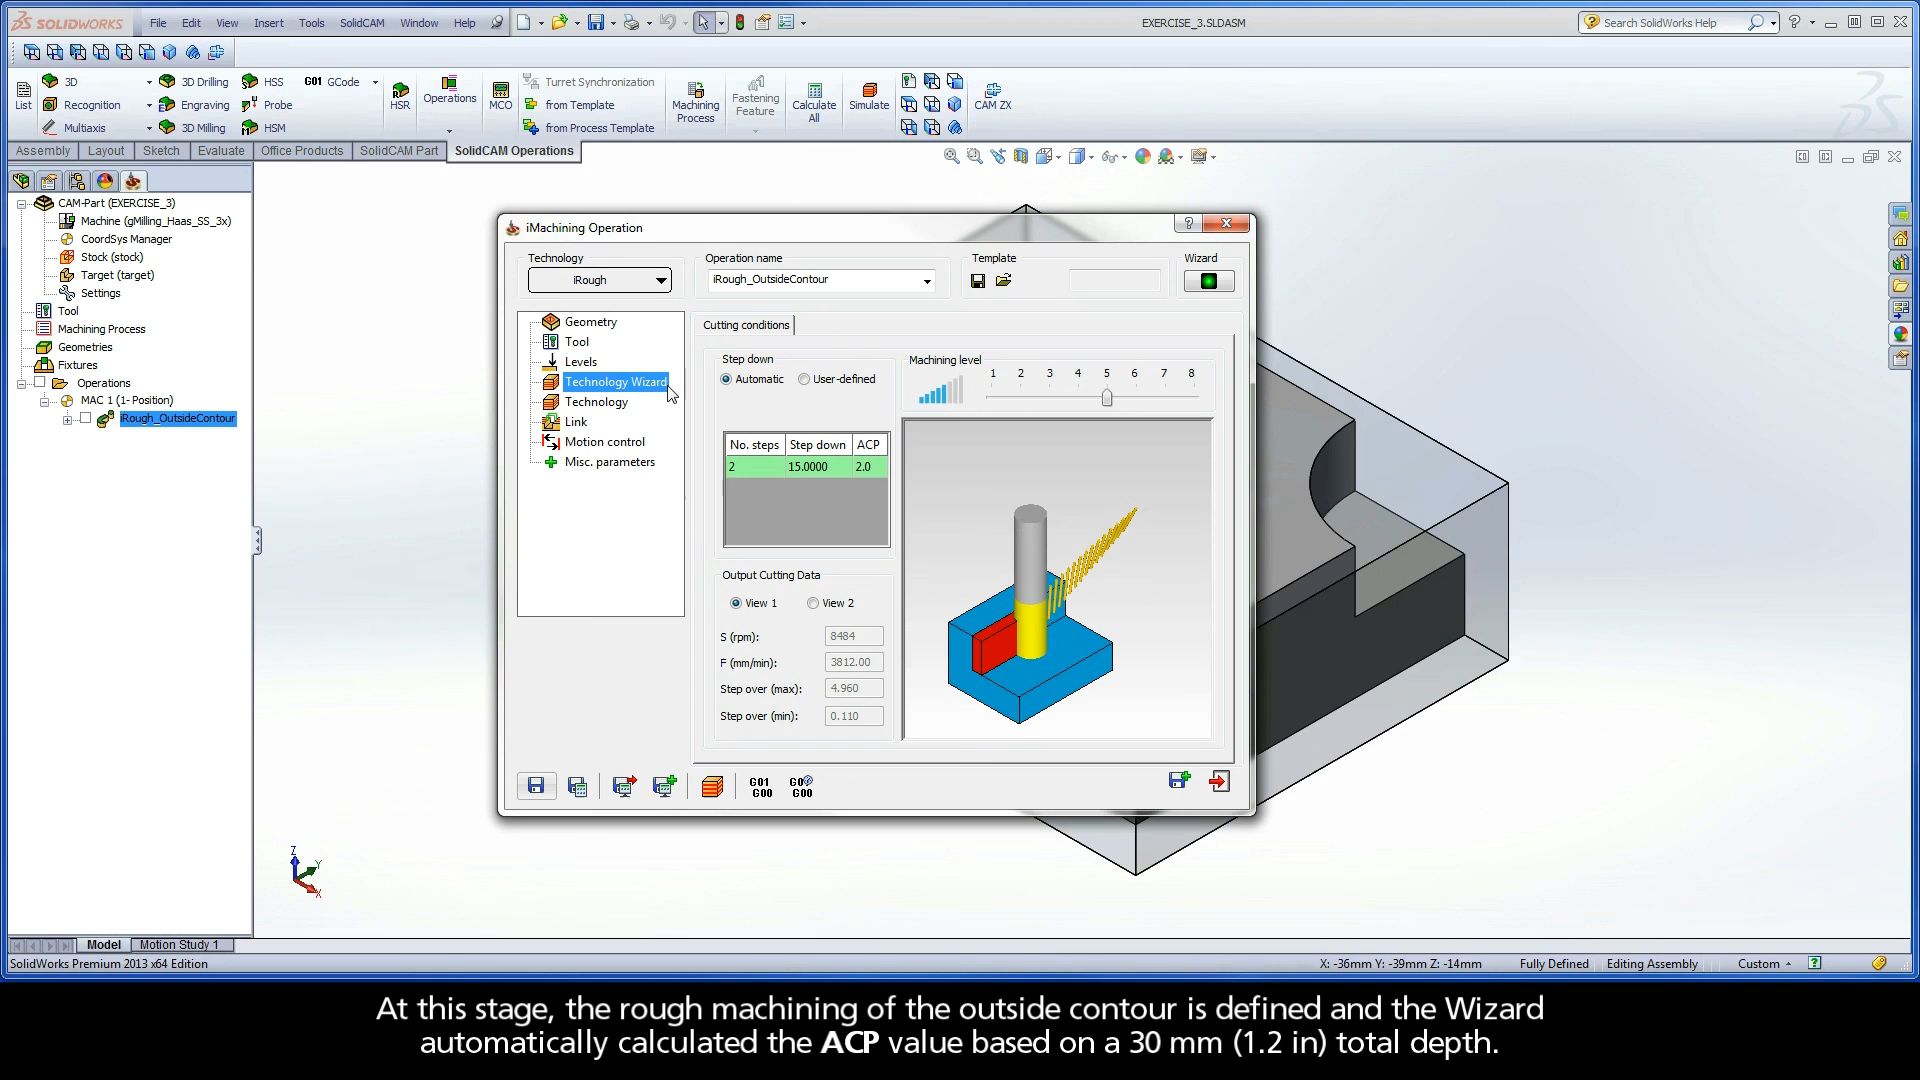 SOLIDWORKS File Edit View Insert Tools SolidCAM Window Help EXERCISE_3.SLDASM Search SolidWorks Help
3D 3D Drilling HSS G01 GCode Turret Synchronization
List Recognition Engraving Probe HSR Operations MCO from Template Machining Process Fastening Feature Calculate All Simulate CAM ZX
Multiaxis 3D Milling HSM from Process Template
Assembly Layout Sketch Evaluate Office Products SolidCAM Part SolidCAM Operations
CAM-Part (EXERCISE_3)
Machine (gMilling_Haas_SS_3x)
CoordSys Manager
Stock (stock)
Target (target)
Settings
Tool
Machining Process
Geometries
Fixtures
Operations
MAC 1 (1- Position)
iRough_OutsideContour
iMachining Operation
Technology Operation name Template Wizard
iRough iRough_OutsideContour
Geometry
Tool
Levels
Technology Wizard
Technology
Link
Motion control
Misc. parameters
Cutting conditions
Step down Machining level
Automatic User-defined 1 2 3 4 5 6 7 8
No. steps Step down ACP
2 15.0000 2.0
Output Cutting Data
View 1 View 2
S (rpm): 8484
F (mm/min): 3812.00
Step over (max): 4.960
Step over (min): 0.110
G01 G00
G00 G00
Z Y X
Model Motion Study 1
SolidWorks Premium 2013 x64 Edition X: -36mm Y: -39mm Z: -14mm Fully Defined Editing Assembly Custom
At this stage, the rough machining of the outside contour is defined and the Wizard
automatically calculated the ACP value based on a 30 mm (1.2 in) total depth.